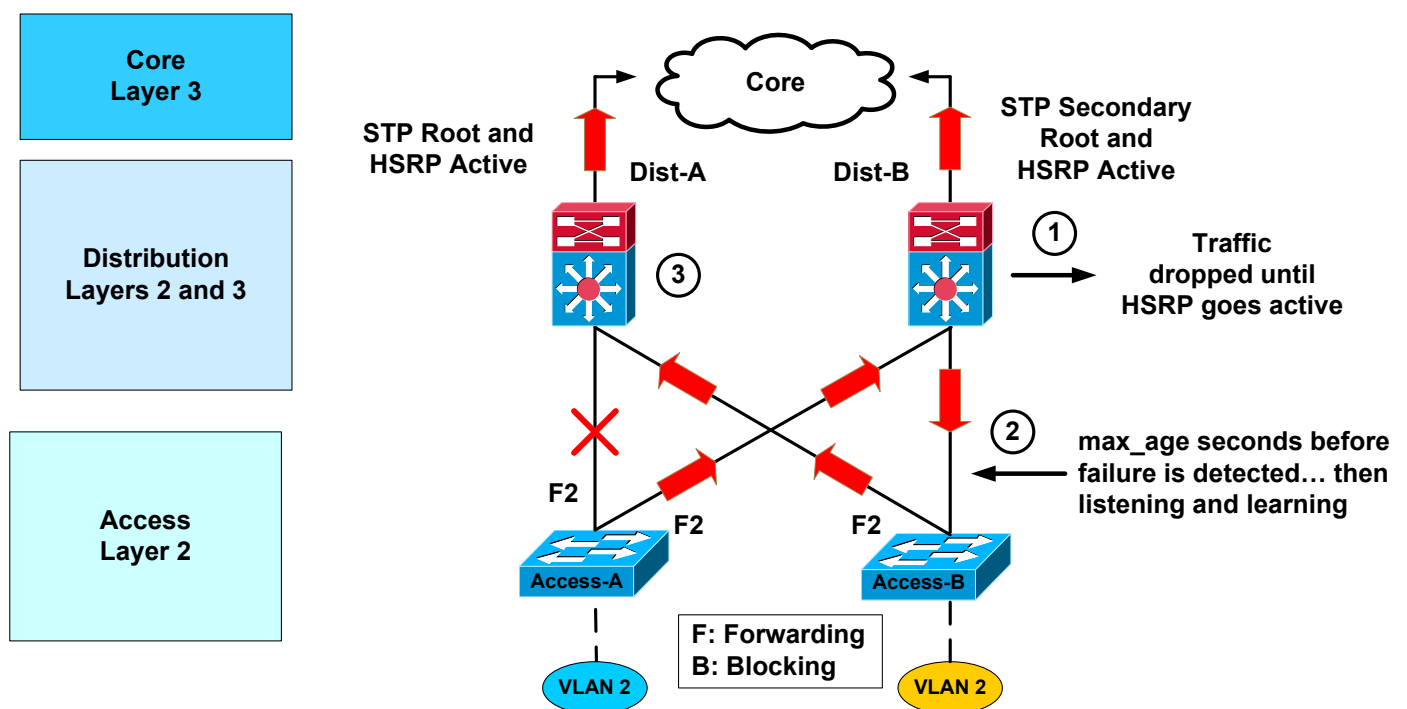 Core
Layer 3
Distribution
Layers 2 and 3
Access
Layer 2
Core
STP Root and
HSRP Active
STP Secondary
Root and
HSRP Active
Dist-A
Dist-B
1
Traffic
dropped until
HSRP goes active
3
2
max_age seconds before
failure is detected... then
listening and learning
F2
F2
F2
Access-A
Access-B
F: Forwarding
B: Blocking
VLAN 2
VLAN 2